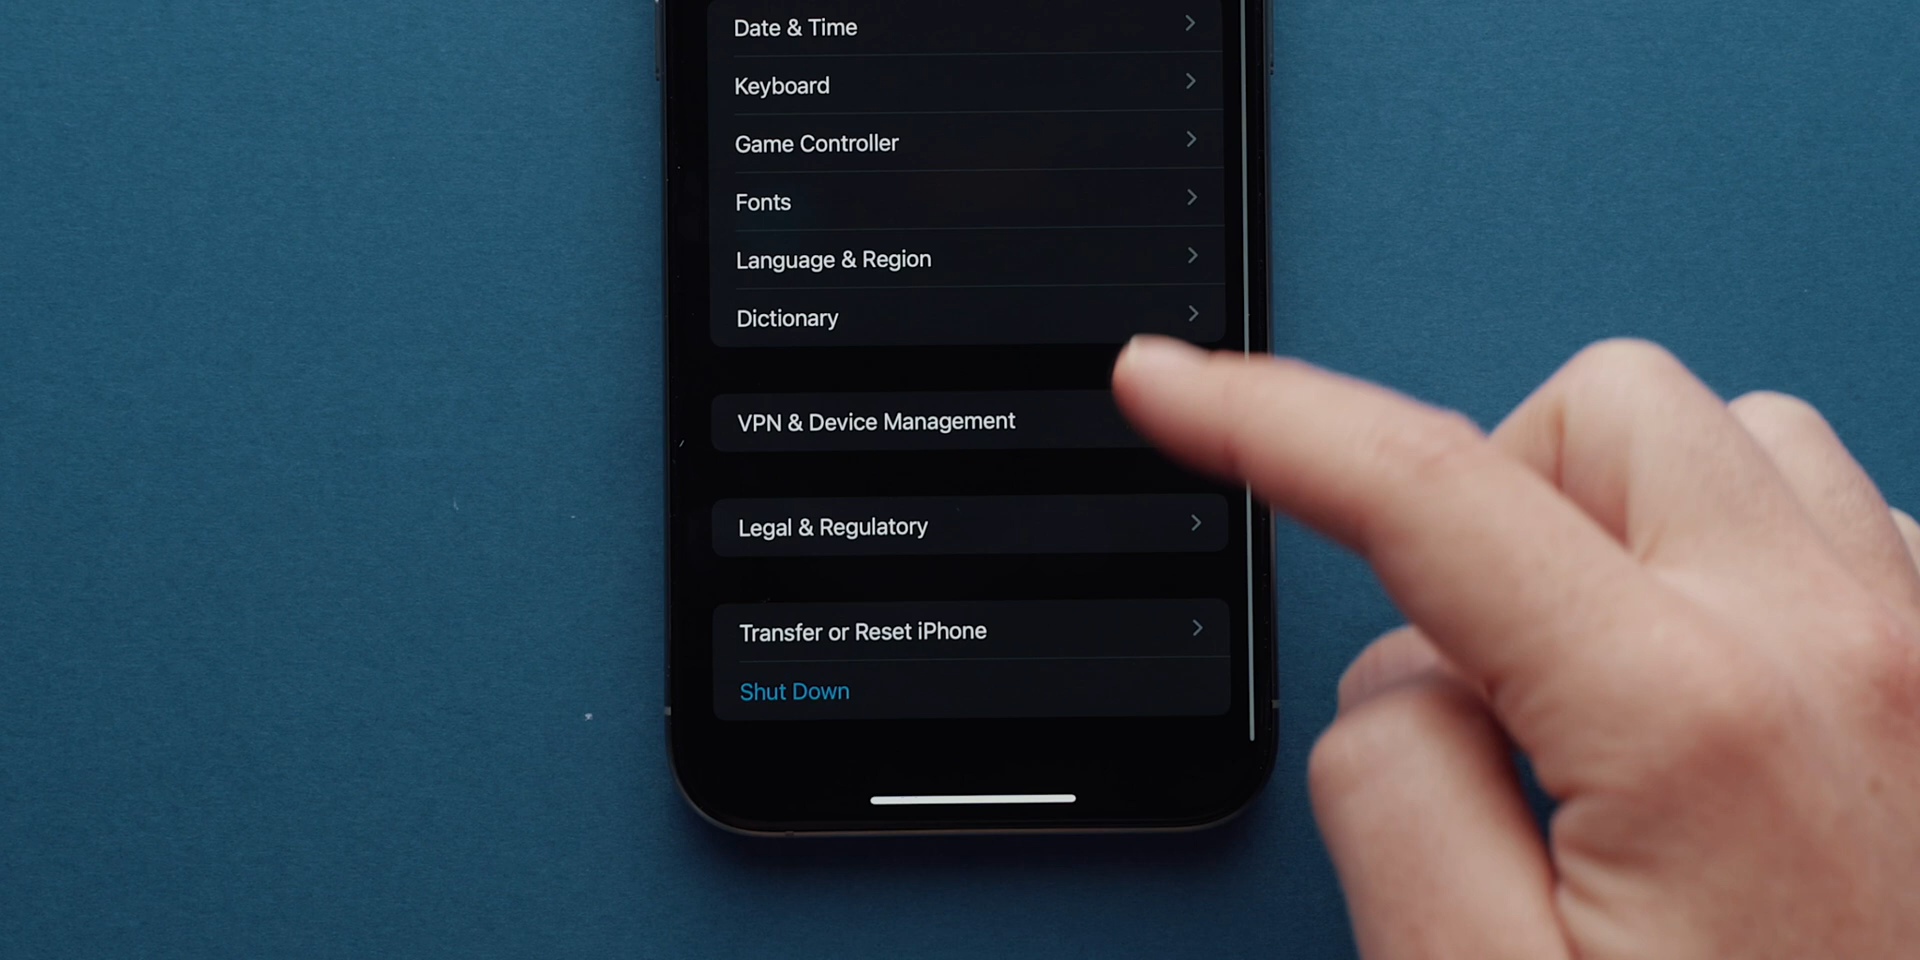 Date & Time
Keyboard
Game Controller
Fonts
Language & Region
Dictionary
VPN & Device Management
Legal & Regulatory
Transfer or Reset iPhone
Shut Down